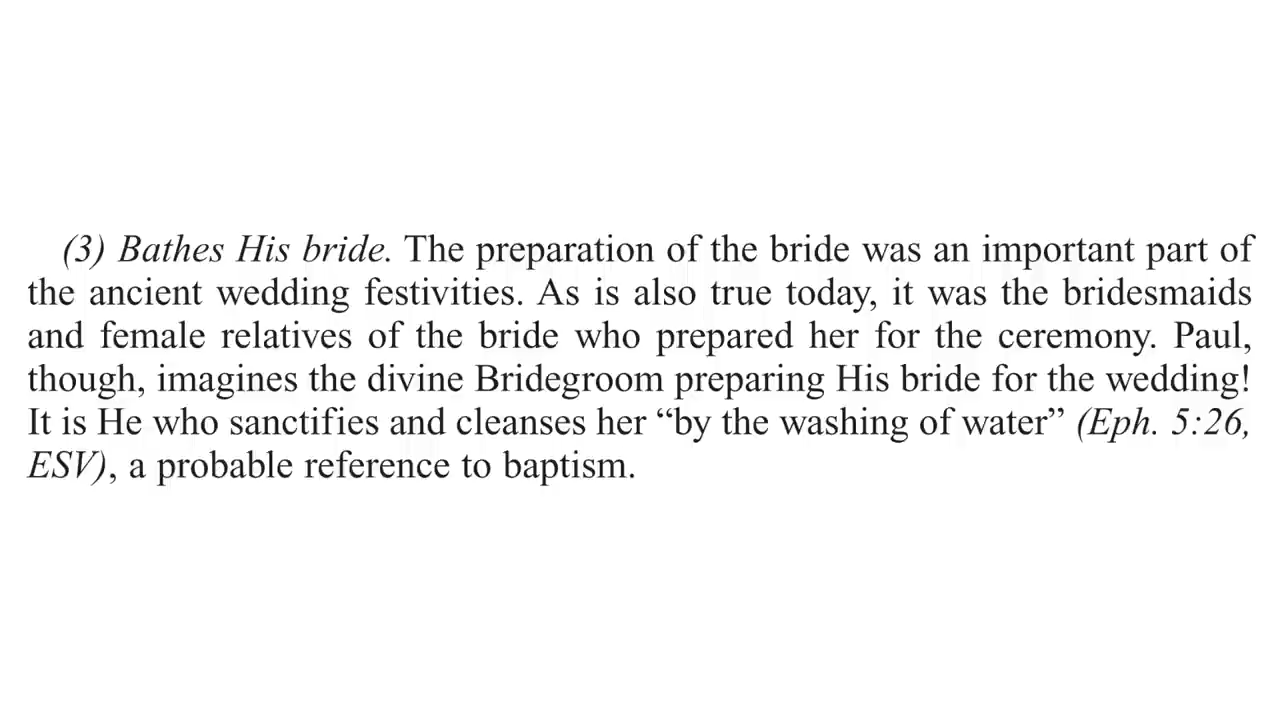 (3) Bathes His bride. The preparation of the bride was an important part of
the ancient wedding festivities. As is also true today, it was the bridesmaids
and female relatives of the bride who prepared her for the ceremony. Paul,
though, imagines the divine Bridegroom preparing His bride for the wedding!
It is He who sanctifies and cleanses her “by the washing of water” (Eph. 5:26,
ESV), a probable reference to baptism.